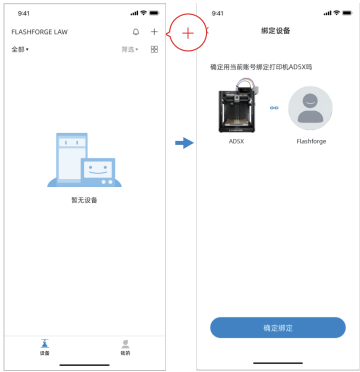 9:41
FLASHFORGE LAW
全部
筛选
暂无设备
设备
我的
9:41
绑定设备
确定用当前账号绑定打印机AD5X吗
AD5X
Flashforge
确定绑定